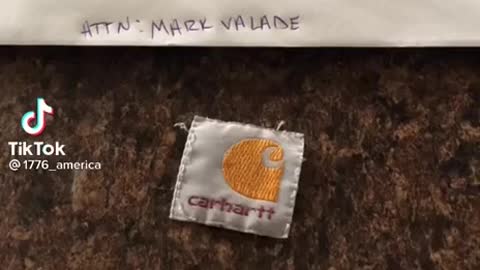 ATTN: MARK VALADE
TikTok
@1776_america
carhartt